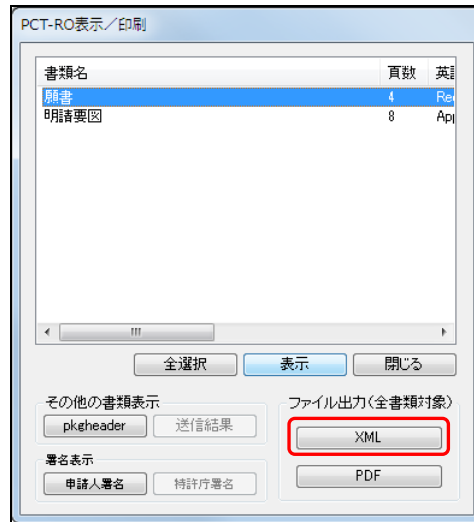 PCT-RO表示／印刷
書類名 頁数
願書 4
明請要図 8
全選択 表示 閉じる
その他の書類表示
pkgheader 送信結果
署名表示
申請人署名 特許庁署名
ファイル出力(全書類対象)
XML
PDF